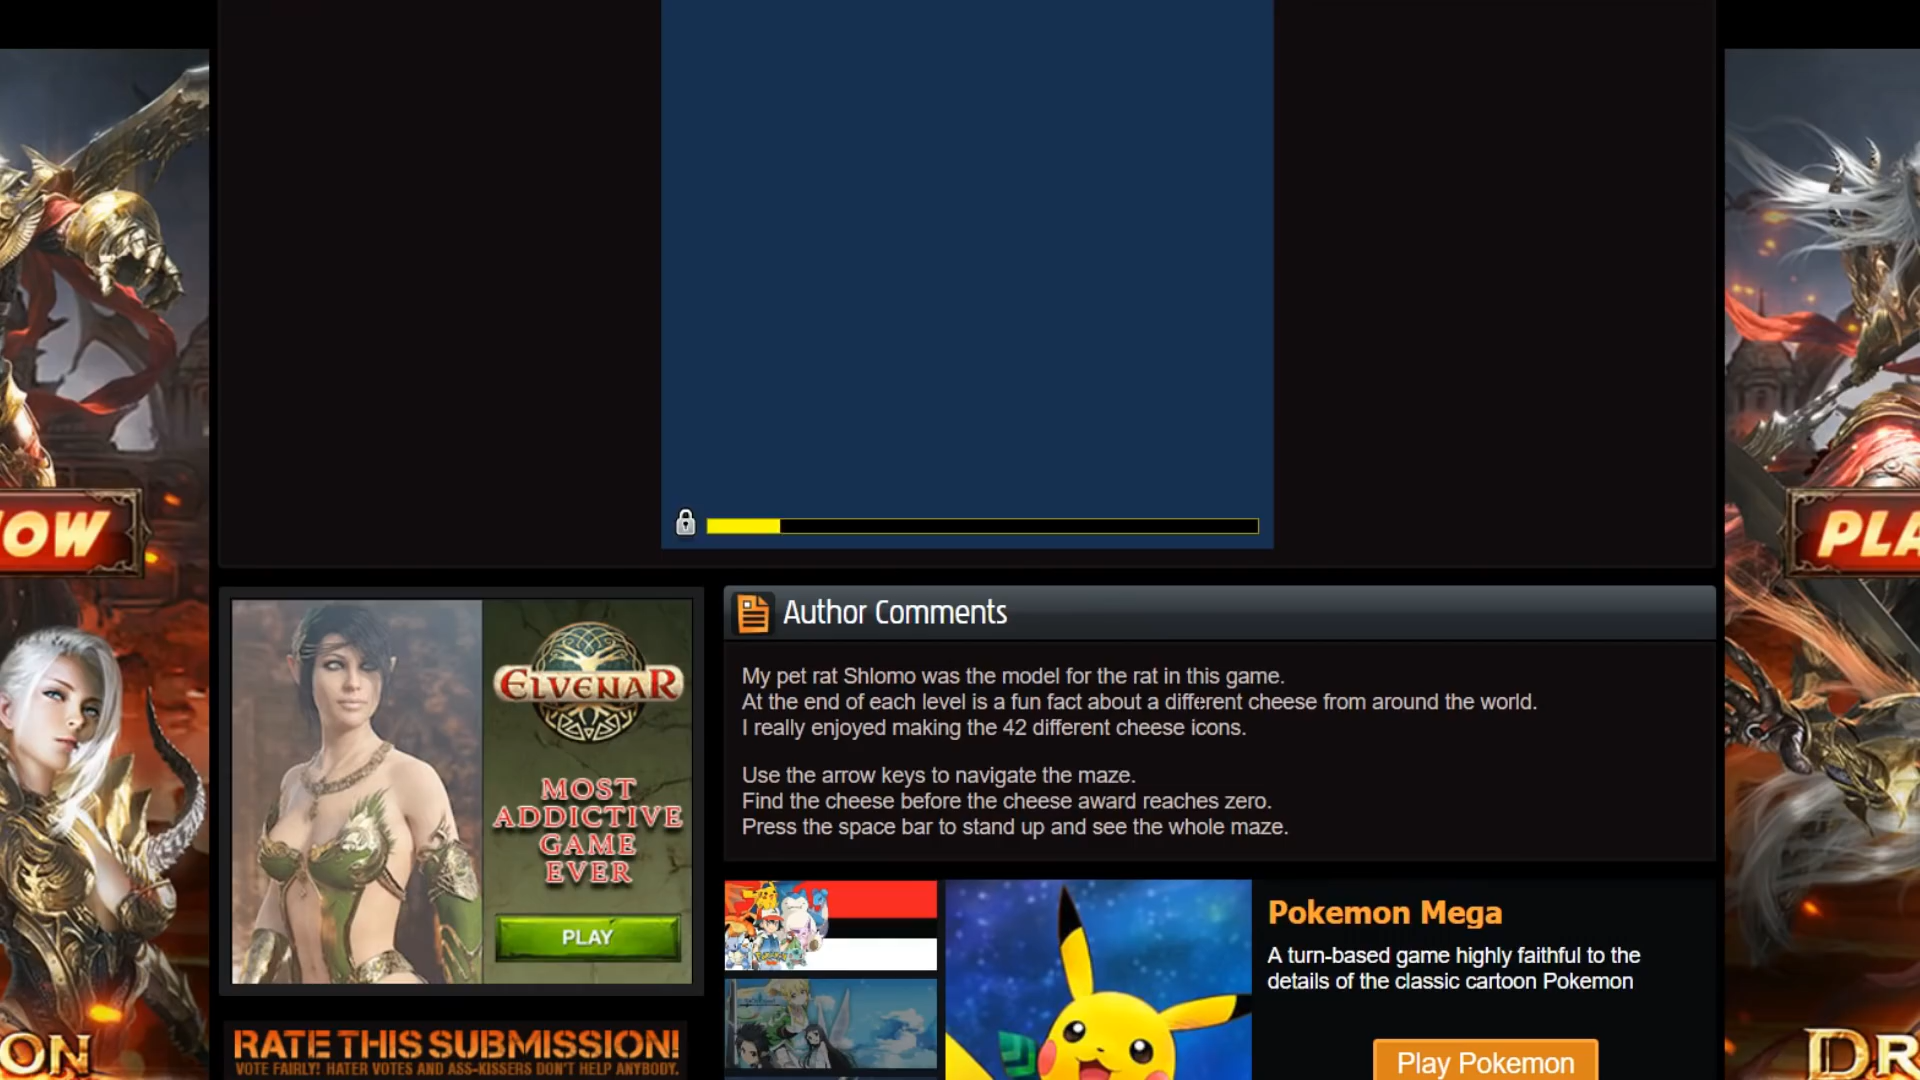 OW
PLA
Author Comments
My pet rat Shlomo was the model for the rat in this game.
At the end of each level is a fun fact about a different cheese from around the world.
I really enjoyed making the 42 different cheese icons.
Use the arrow keys to navigate the maze.
Find the cheese before the cheese award reaches zero.
Press the space bar to stand up and see the whole maze.
ELVENAR
MOST
ADDICTIVE
GAME
EVER
PLAY
Pokemon Mega
A turn-based game highly faithful to the
details of the classic cartoon Pokemon
Play Pokemon
RATE THIS SUBMISSION!
VOTE FAIRLY! HATER VOTES AND ASS-KISSERS DON'T HELP ANYBODY.
ON
DR